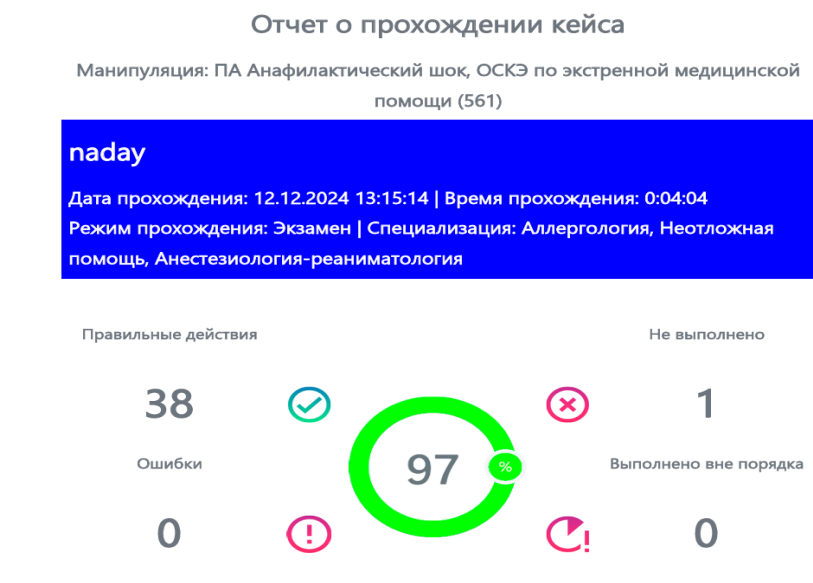 Отчет о прохождении кейса
Манипуляция: ПА Анафилактический шок, ОСКЭ по экстренной медицинской
помощи (561)
naday
Дата прохождения: 12.12.2024 13:15:14 | Время прохождения: 0:04:04
Режим прохождения: Экзамен | Специализация: Аллергология, Неотложная
помощь, Анестезиология-реаниматология
Правильные действия
Не выполнено
38
1
Ошибки
97 %
Выполнено вне порядка
0
0